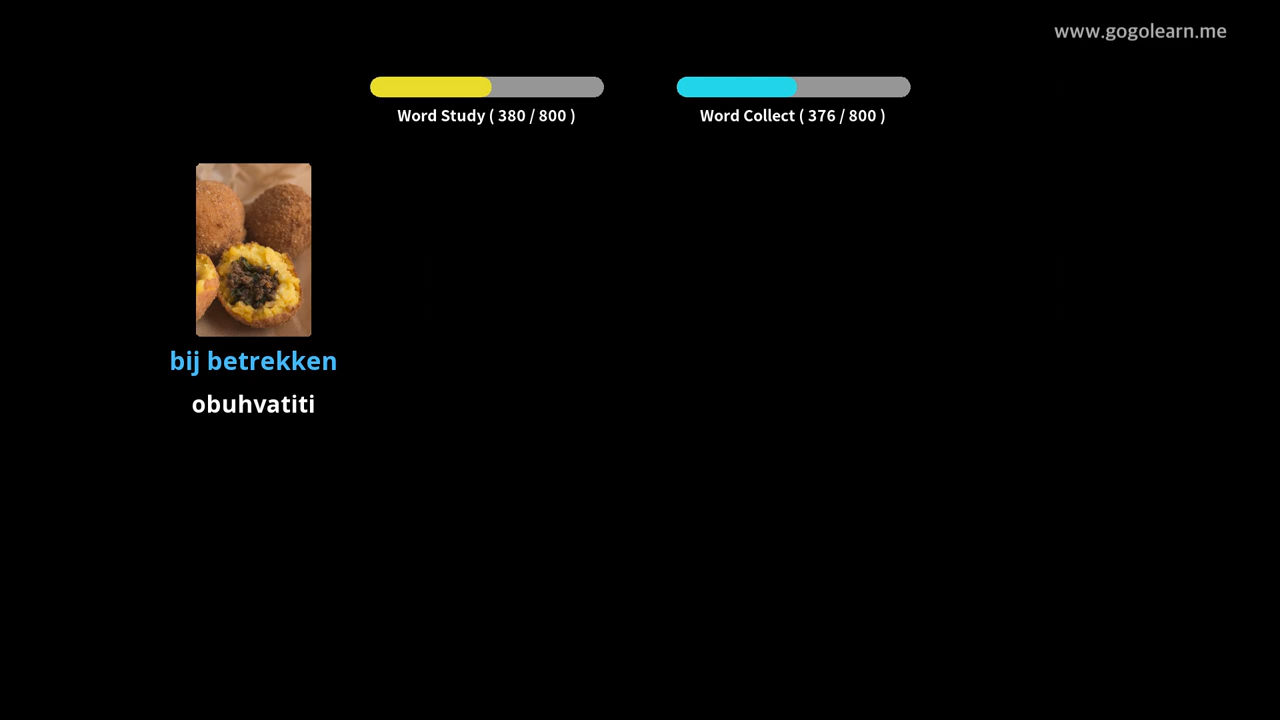 www.gogolearn.me
Word Study ( 380 / 800 )
Word Collect ( 376 / 800 )
bij betrekken
obuhvatiti